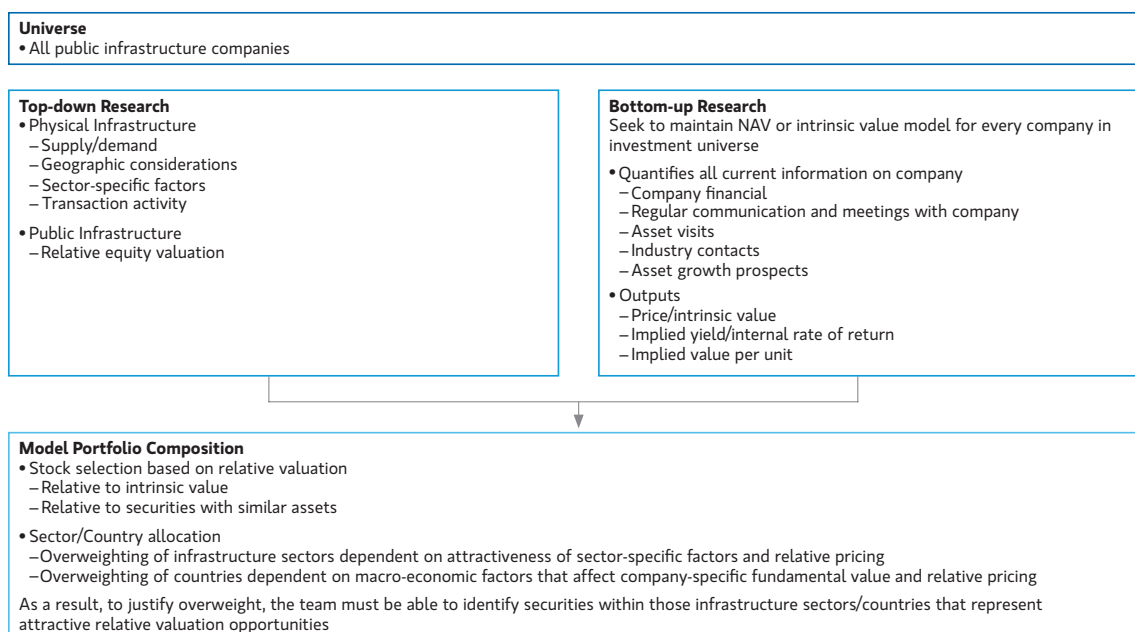 Universe
• All public infrastructure companies
Top-down Research
• Physical Infrastructure
– Supply/demand
– Geographic considerations
– Sector-specific factors
– Transaction activity
• Public Infrastructure
– Relative equity valuation
Bottom-up Research
Seek to maintain NAV or intrinsic value model for every company in
investment universe
• Quantifies all current information on company
– Company financial
– Regular communication and meetings with company
– Asset visits
– Industry contacts
– Asset growth prospects
• Outputs
– Price/intrinsic value
– Implied yield/internal rate of return
– Implied value per unit
Model Portfolio Composition
• Stock selection based on relative valuation
– Relative to intrinsic value
– Relative to securities with similar assets
• Sector/Country allocation
– Overweighting of infrastructure sectors dependent on attractiveness of sector-specific factors and relative pricing
– Overweighting of countries dependent on macro-economic factors that affect company-specific fundamental value and relative pricing
As a result, to justify overweight, the team must be able to identify securities within those infrastructure sectors/countries that represent
attractive relative valuation opportunities